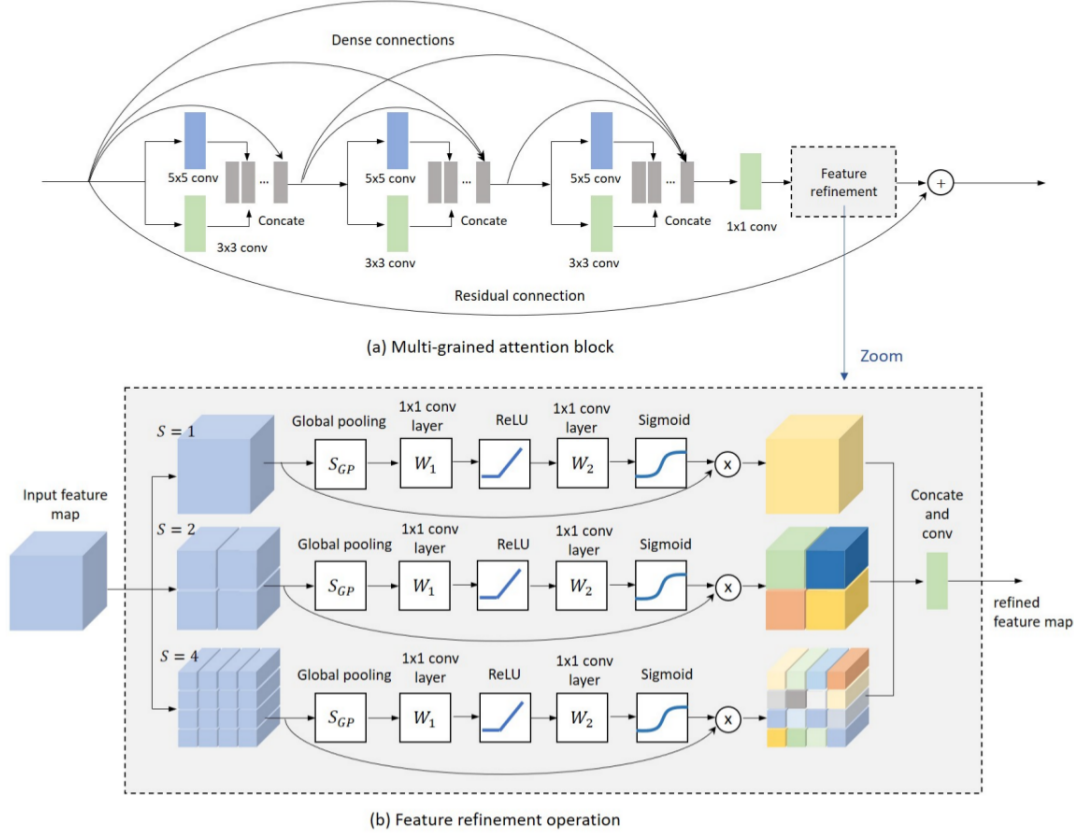 Dense connections
5x5 conv
5x5 conv
5x5 conv
...
...
...
Concate
Concate
Concate
3x3 conv
3x3 conv
3x3 conv
1x1 conv
Feature
refinement
+
Residual connection
(a) Multi-grained attention block
Zoom
Input feature
map
S = 1
Global pooling
1x1 conv
layer
ReLU
1x1 conv
layer
Sigmoid
S_GP
W_1
W_2
x
S = 2
Global pooling
1x1 conv
layer
ReLU
1x1 conv
layer
Sigmoid
S_GP
W_1
W_2
x
S = 4
Global pooling
1x1 conv
layer
ReLU
1x1 conv
layer
Sigmoid
S_GP
W_1
W_2
x
Concate
and
conv
refined
feature map
(b) Feature refinement operation